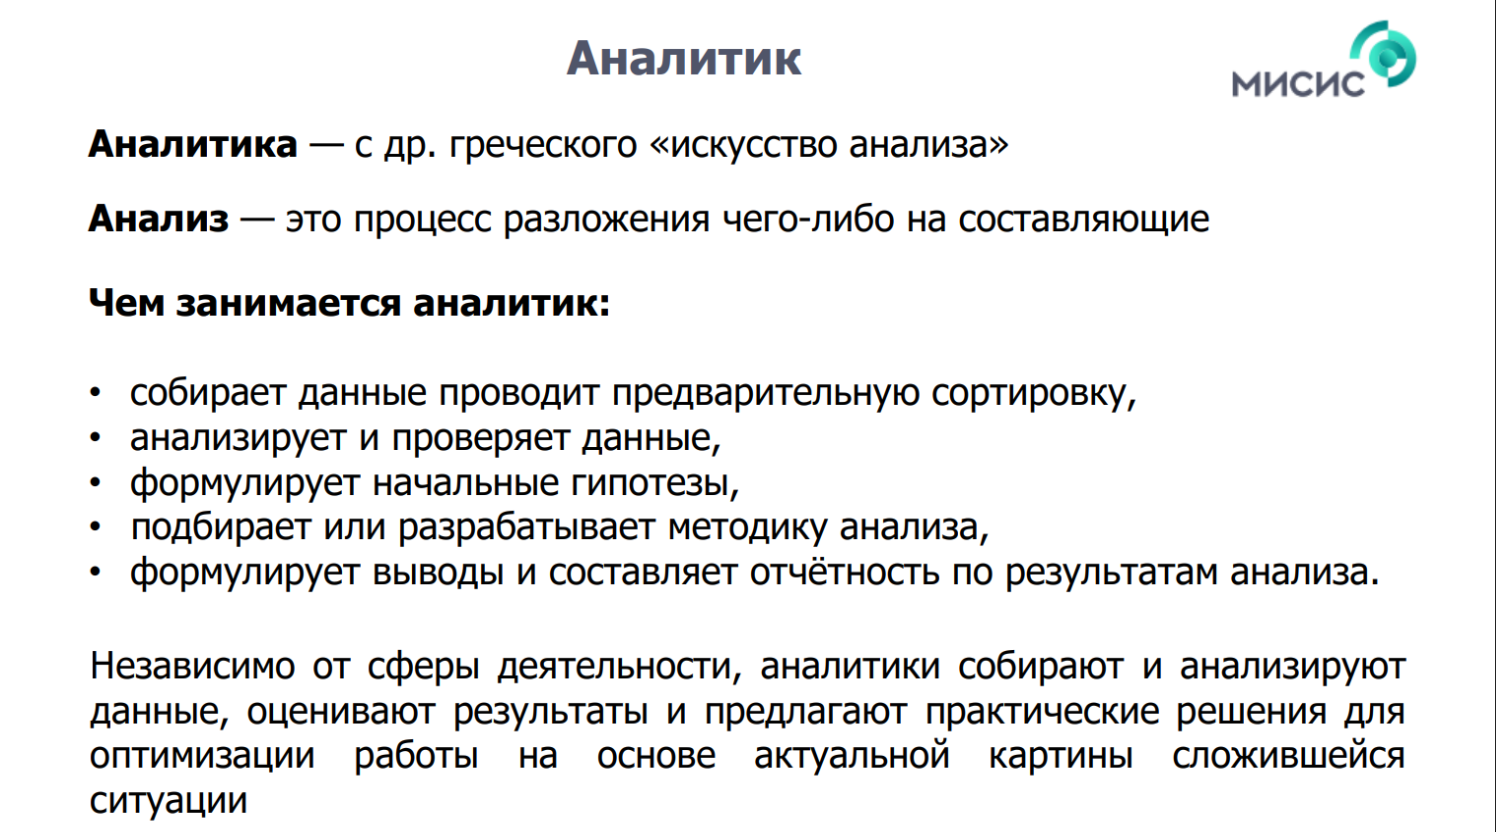 Аналитик
МИСИС
Аналитика — с др. греческого «искусство анализа»
Анализ — это процесс разложения чего-либо на составляющие
Чем занимается аналитик:
• собирает данные проводит предварительную сортировку,
• анализирует и проверяет данные,
• формулирует начальные гипотезы,
• подбирает или разрабатывает методику анализа,
• формулирует выводы и составляет отчётность по результатам анализа.
Независимо от сферы деятельности, аналитики собирают и анализируют
данные, оценивают результаты и предлагают практические решения для
оптимизации работы на основе актуальной картины сложившейся
ситуации